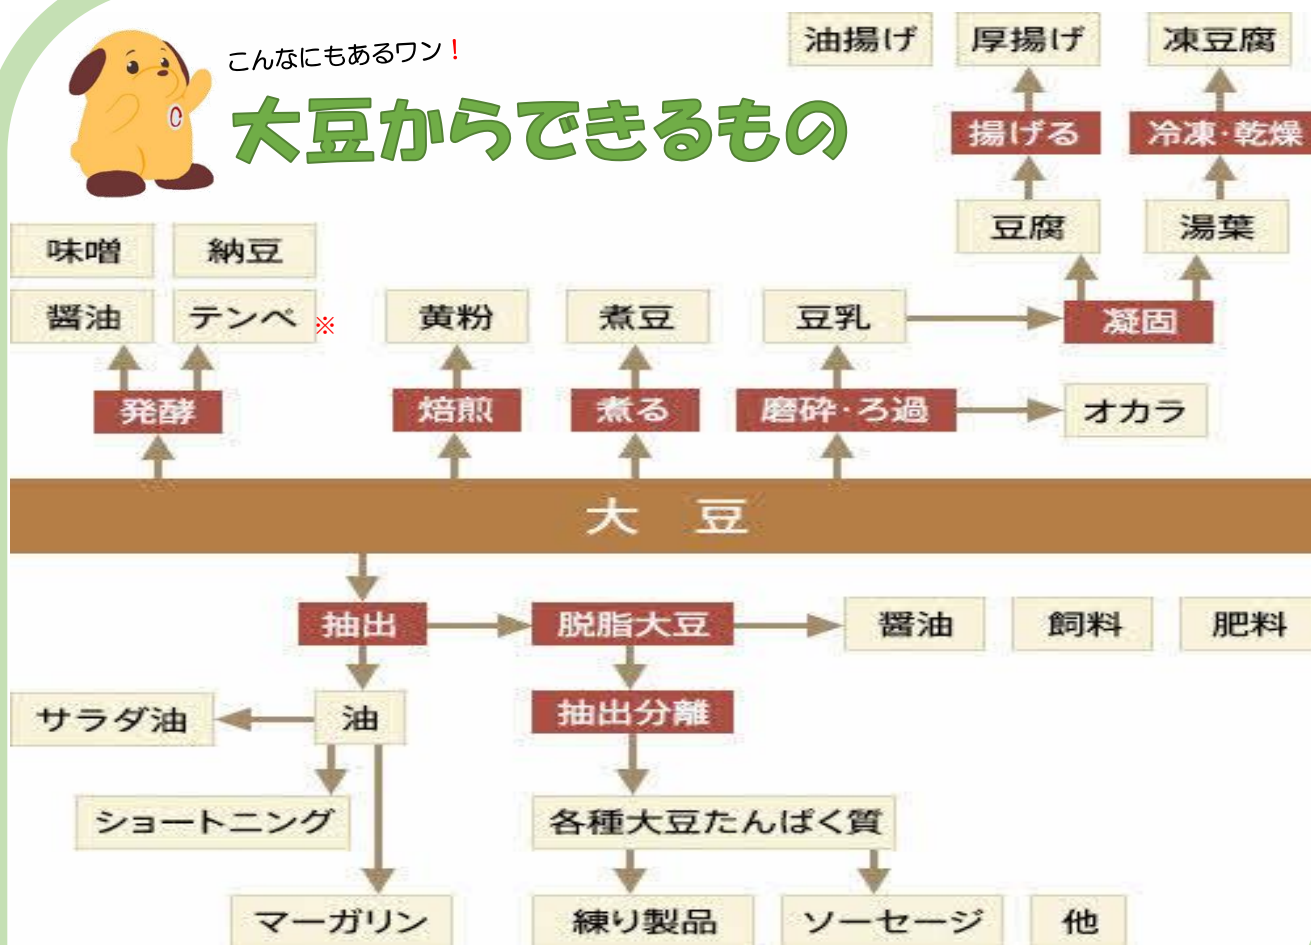 こんなにもあるワン！
大豆からできるもの
油揚げ 厚揚げ 凍豆腐
揚げる 冷凍・乾燥
豆腐 湯葉
味噌 納豆
醤油 テンペ ※ 黄粉 煮豆 豆乳 凝固
発酵 焙煎 煮る 磨砕・ろ過 オカラ
大 豆
抽出 脱脂大豆 醤油 飼料 肥料
サラダ油 油 抽出分離
ショートニング 各種大豆たんぱく質
マーガリン 練り製品 ソーセージ 他